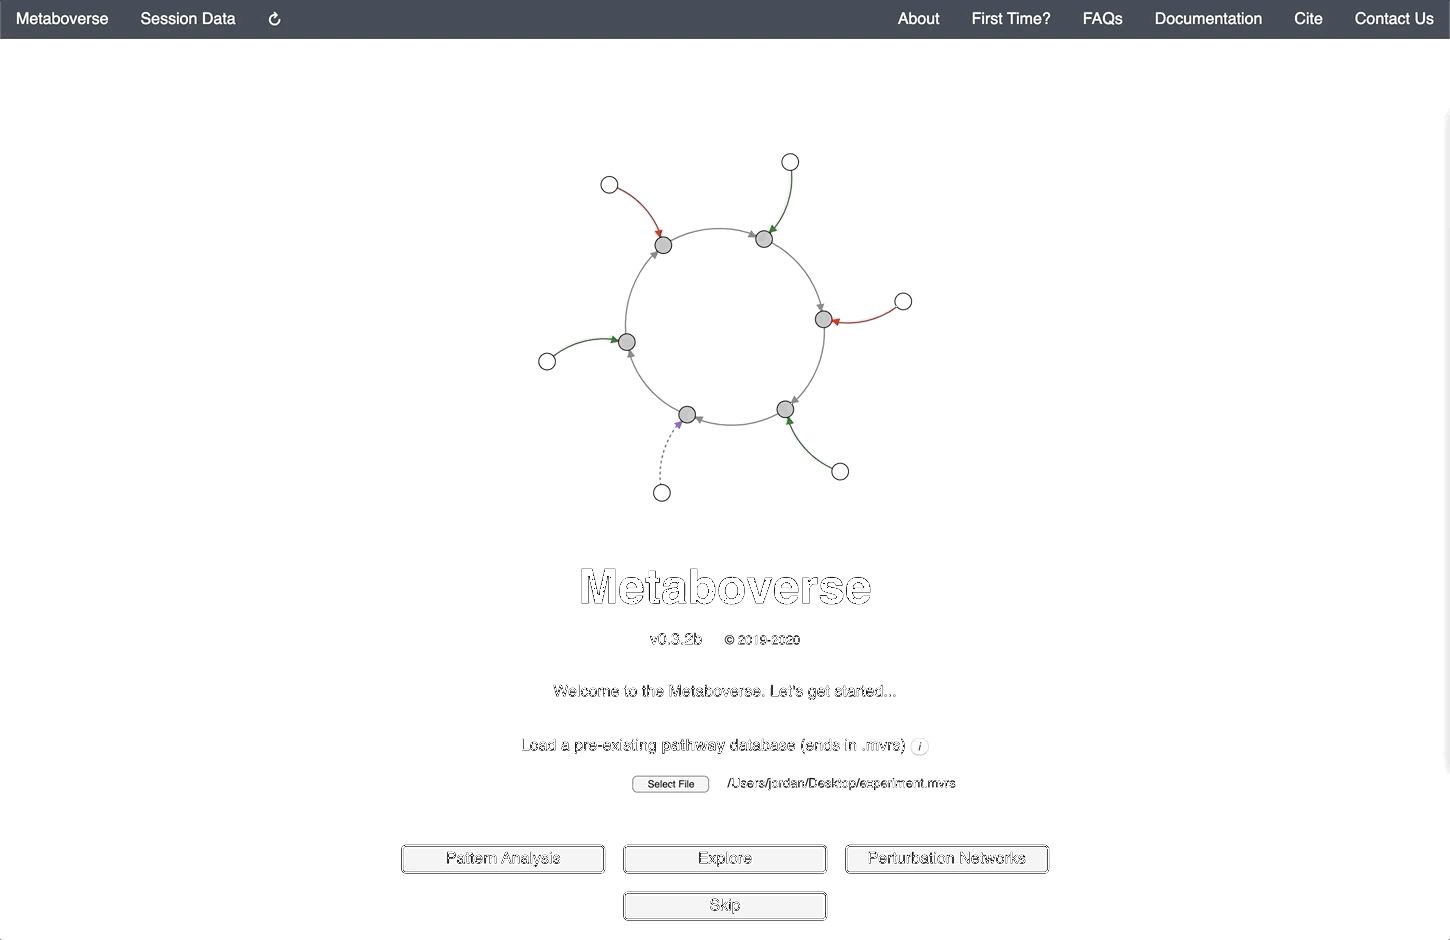 Metaboverse Session Data About First Time? FAQs Documentation Cite Contact Us
Metaboverse
v0.3.2b © 2019-2020
Welcome to the Metaboverse. Let's get started...
Load a pre-existing pathway database (ends in .mvrs) i
Select File /Users/jordan/Desktop/experiment.mvrs
Pattern Analysis Explore Perturbation Networks
Skip